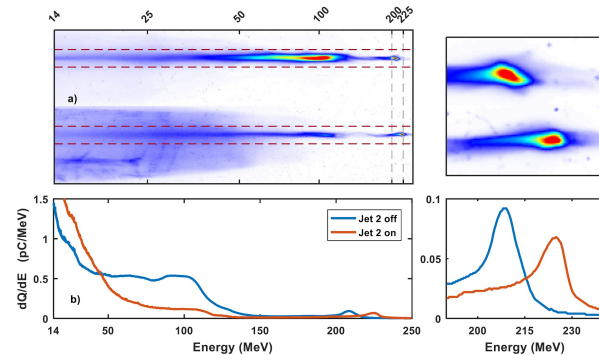 14 25 50 100 200 225
a)
1.5
1
0.5
0
dQ/dE (pC/MeV)
Jet 2 off
Jet 2 on
b)
14 50 100 150 200 250
Energy (MeV)
0.1
0.05
0
200 215 230
Energy (MeV)